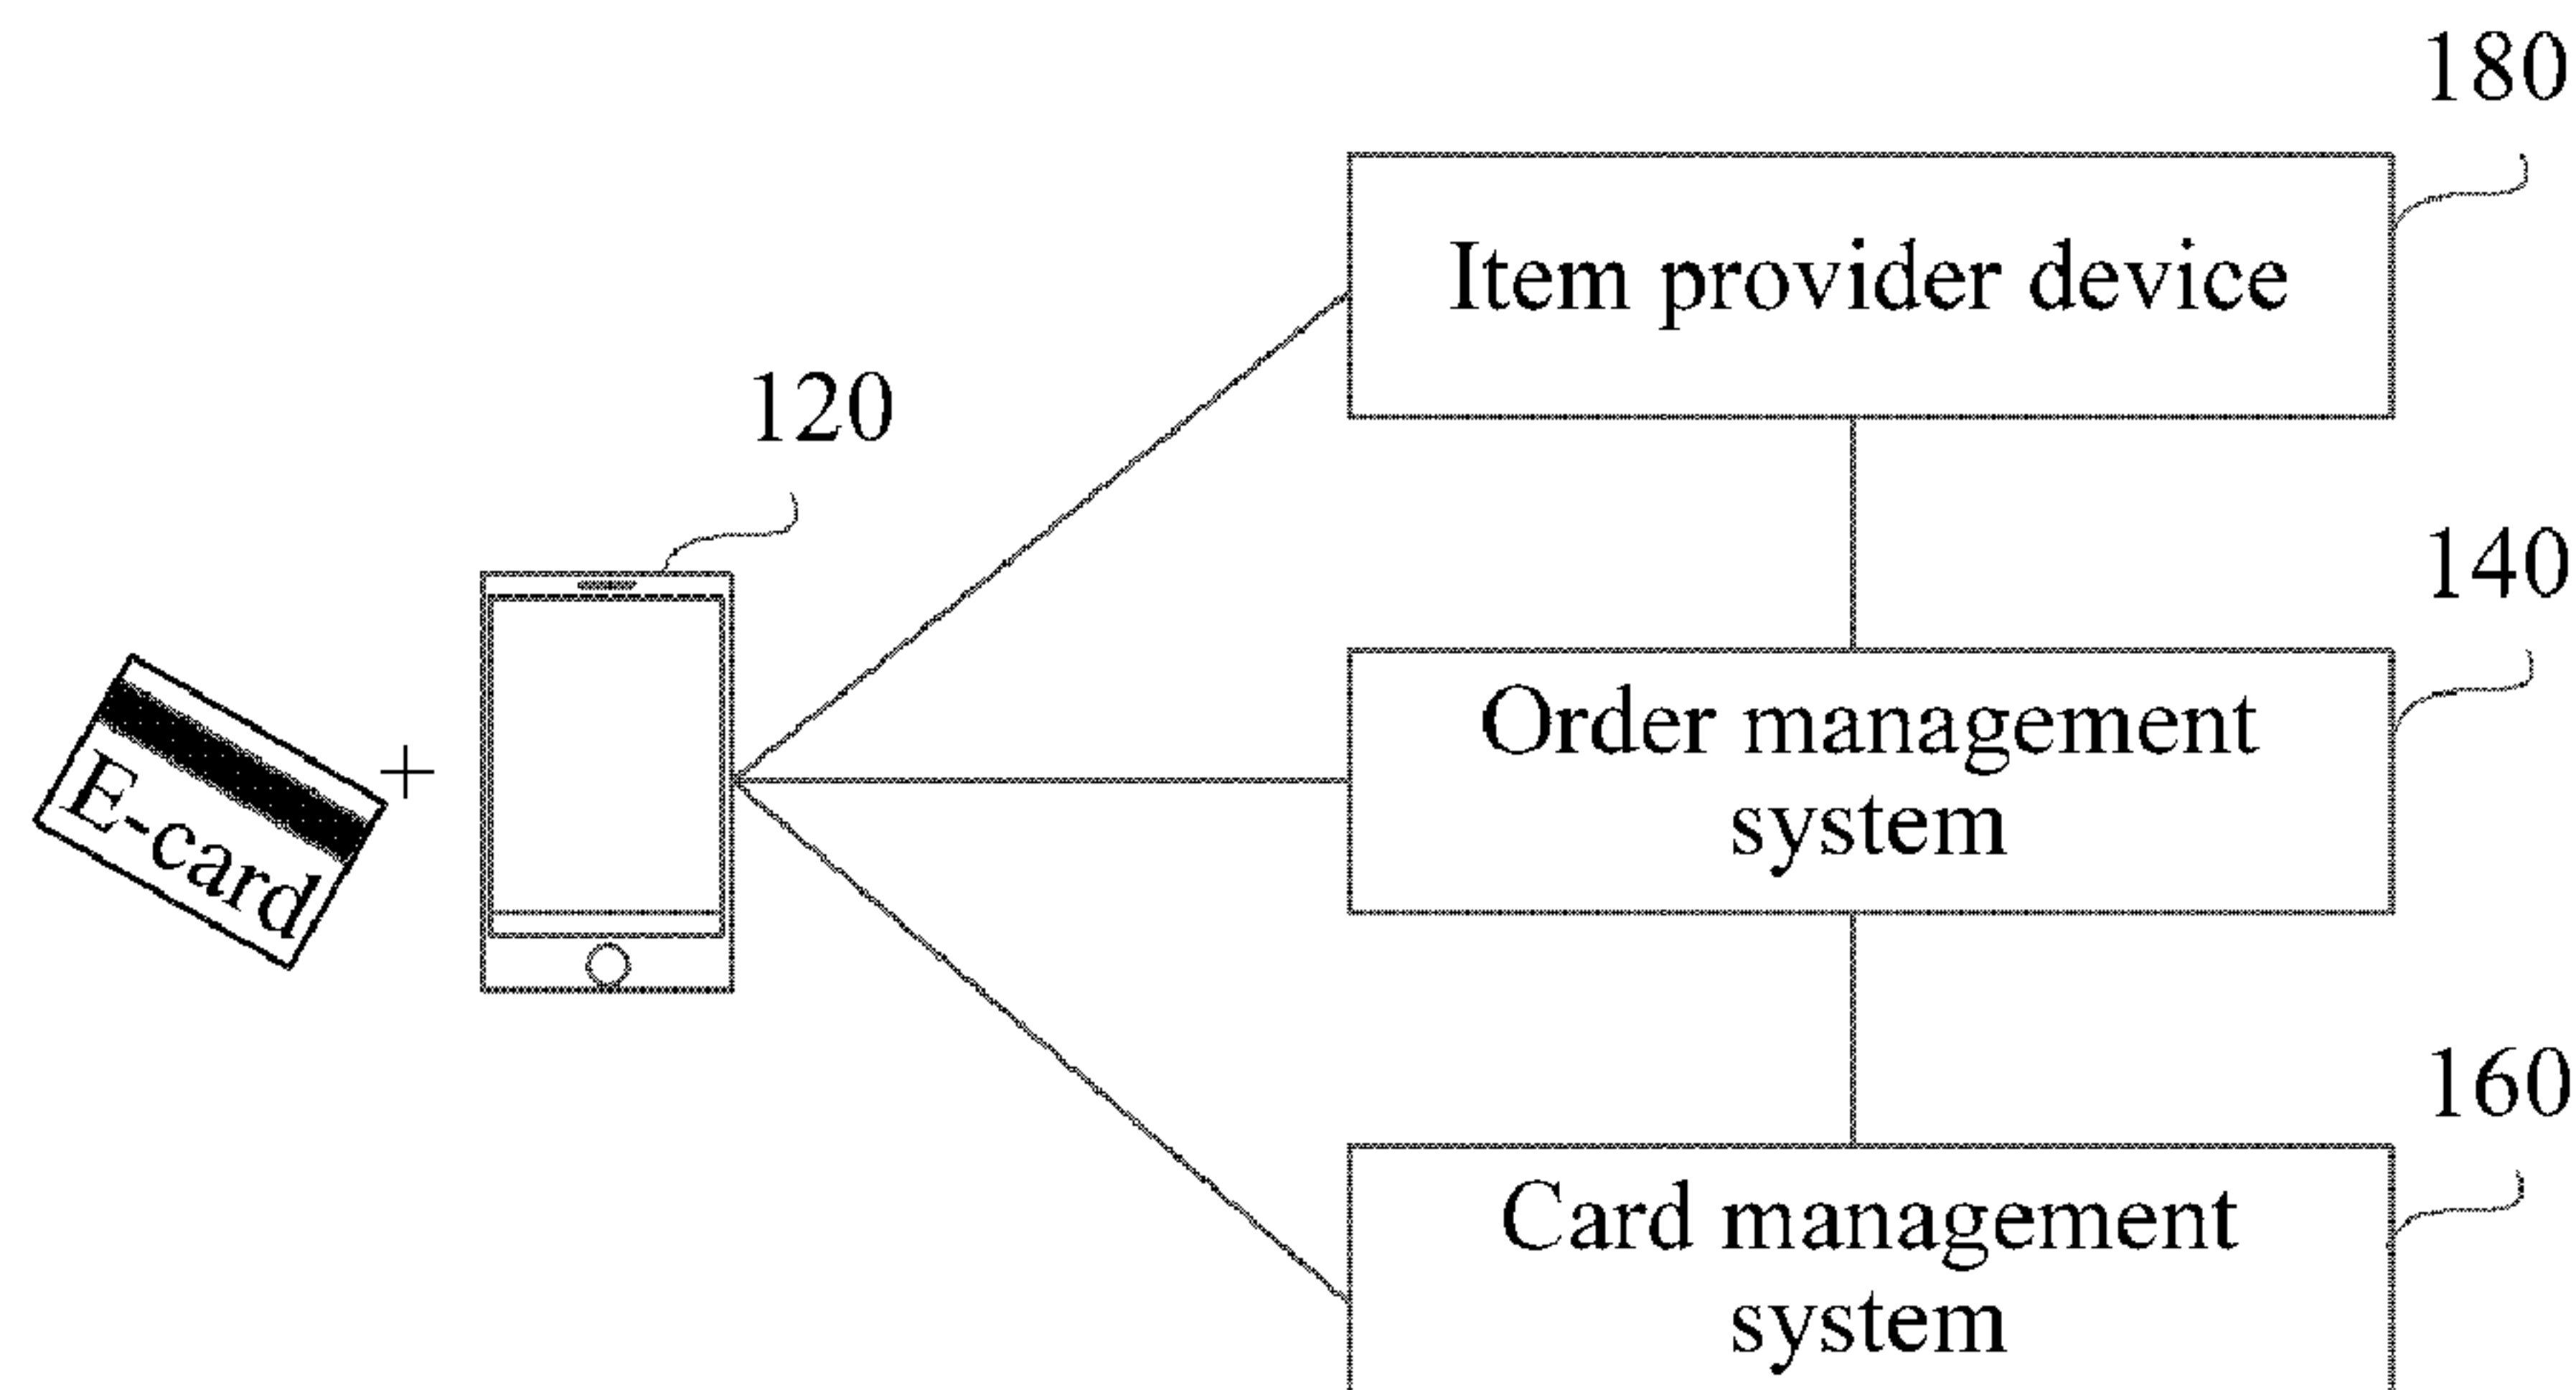 180
Item provider device
120
140
Order management
system
+
E-card
160
Card management
system